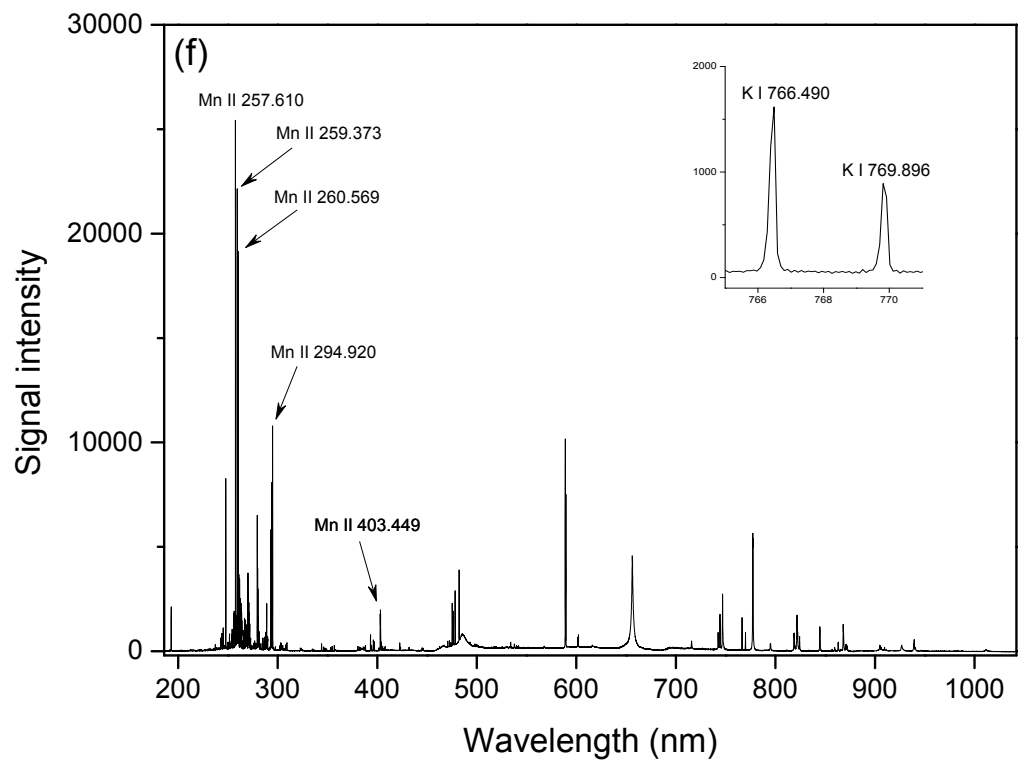 (f)
Mn II 257.610
Mn II 259.373
Mn II 260.569
Mn II 294.920
Mn II 403.449
K I 766.490
K I 769.896
2000
1000
0
766 768 770
30000
20000
10000
0
Signal intensity
200 300 400 500 600 700 800 900 1000
Wavelength (nm)